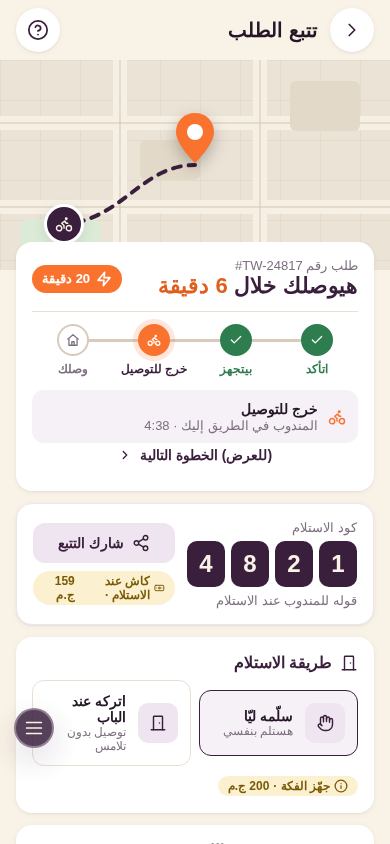 تتبع الطلب
طلب رقم TW-24817#
هيوصلك خلال 6 دقيقة
20 دقيقة
اتأكد
بيتجهز
خرج للتوصيل
وصلك
خرج للتوصيل
المندوب في الطريق إليك · 4:38
(للعرض) الخطوة التالية
كود الاستلام
1 2 8 4
قوله للمندوب عند الاستلام
شارك التتبع
كاش عند الاستلام · 159 ج.م
طريقة الاستلام
سلّمه ليّا
هستلم بنفسي
اتركه عند الباب
توصيل بدون تلامس
جهّز الفكة · 200 ج.م